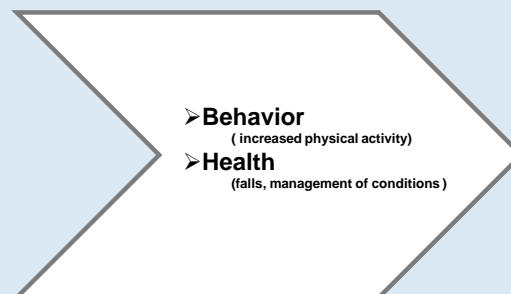 ➢Behavior
( increased physical activity)
➢Health
(falls, management of conditions )